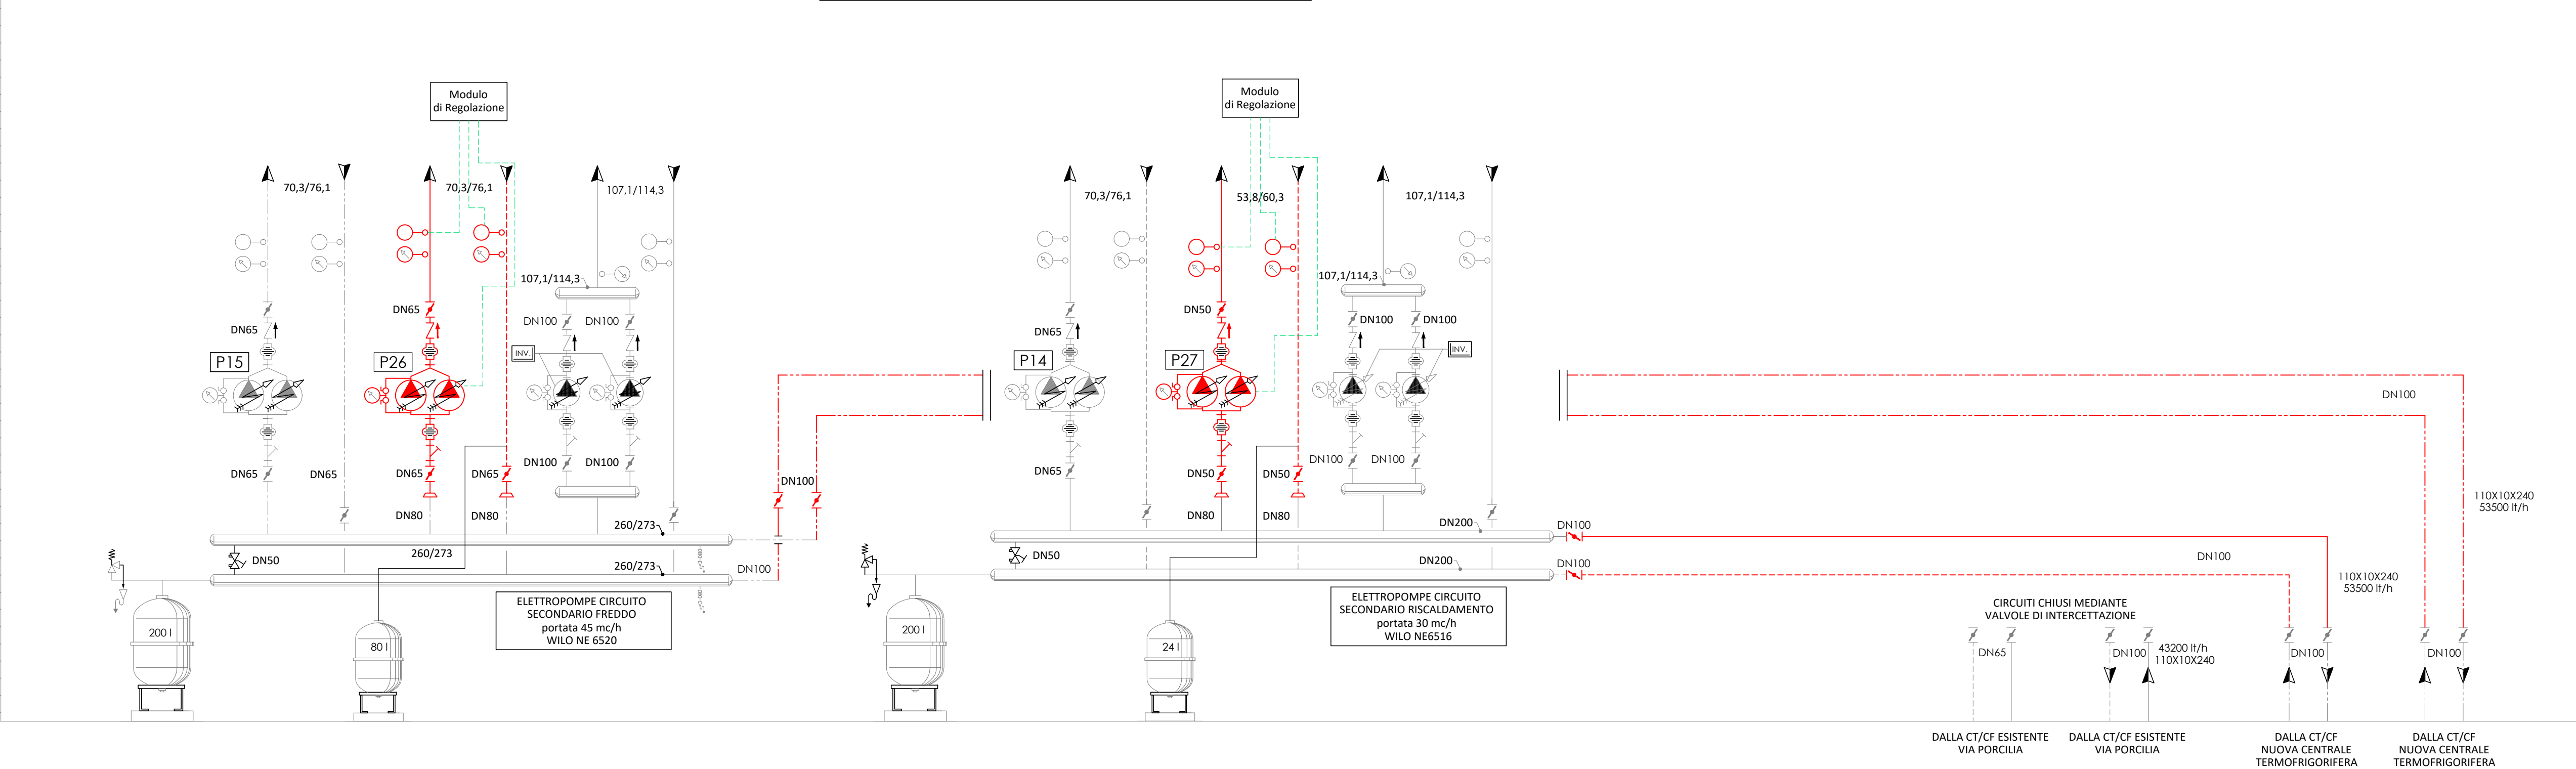 Modulo
di Regolazione
Modulo
di Regolazione
70,3/76,1
70,3/76,1
107,1/114,3
70,3/76,1
53,8/60,3
107,1/114,3
107,1/114,3
107,1/114,3
DN65
DN65
DN100
DN100
DN65
DN50
DN100
DN100
P15
P26
INV.
P14
P27
INV.
DN100
DN65
DN65
DN65
DN65
DN100
DN100
DN100
DN65
DN50
DN50
DN100
DN100
110X10X240
53500 lt/h
DN80
DN80
260/273
DN80
DN80
DN200
DN100
260/273
DN50
DN50
DN100
260/273
DN100
DN200
DN100
110X10X240
53500 lt/h
ELETTROPOMPE CIRCUITO
SECONDARIO FREDDO
portata 45 mc/h
WILO NE 6520
ELETTROPOMPE CIRCUITO
SECONDARIO RISCALDAMENTO
portata 30 mc/h
WILO NE6516
CIRCUITI CHIUSI MEDIANTE
VALVOLE DI INTERCETTAZIONE
200 l
80 l
200 l
24 l
DN65
DN100
43200 lt/h
110X10X240
DN100
DN100
DALLA CT/CF ESISTENTE
VIA PORCILIA
DALLA CT/CF ESISTENTE
VIA PORCILIA
DALLA CT/CF
NUOVA CENTRALE
TERMOFRIGORIFERA
DALLA CT/CF
NUOVA CENTRALE
TERMOFRIGORIFERA